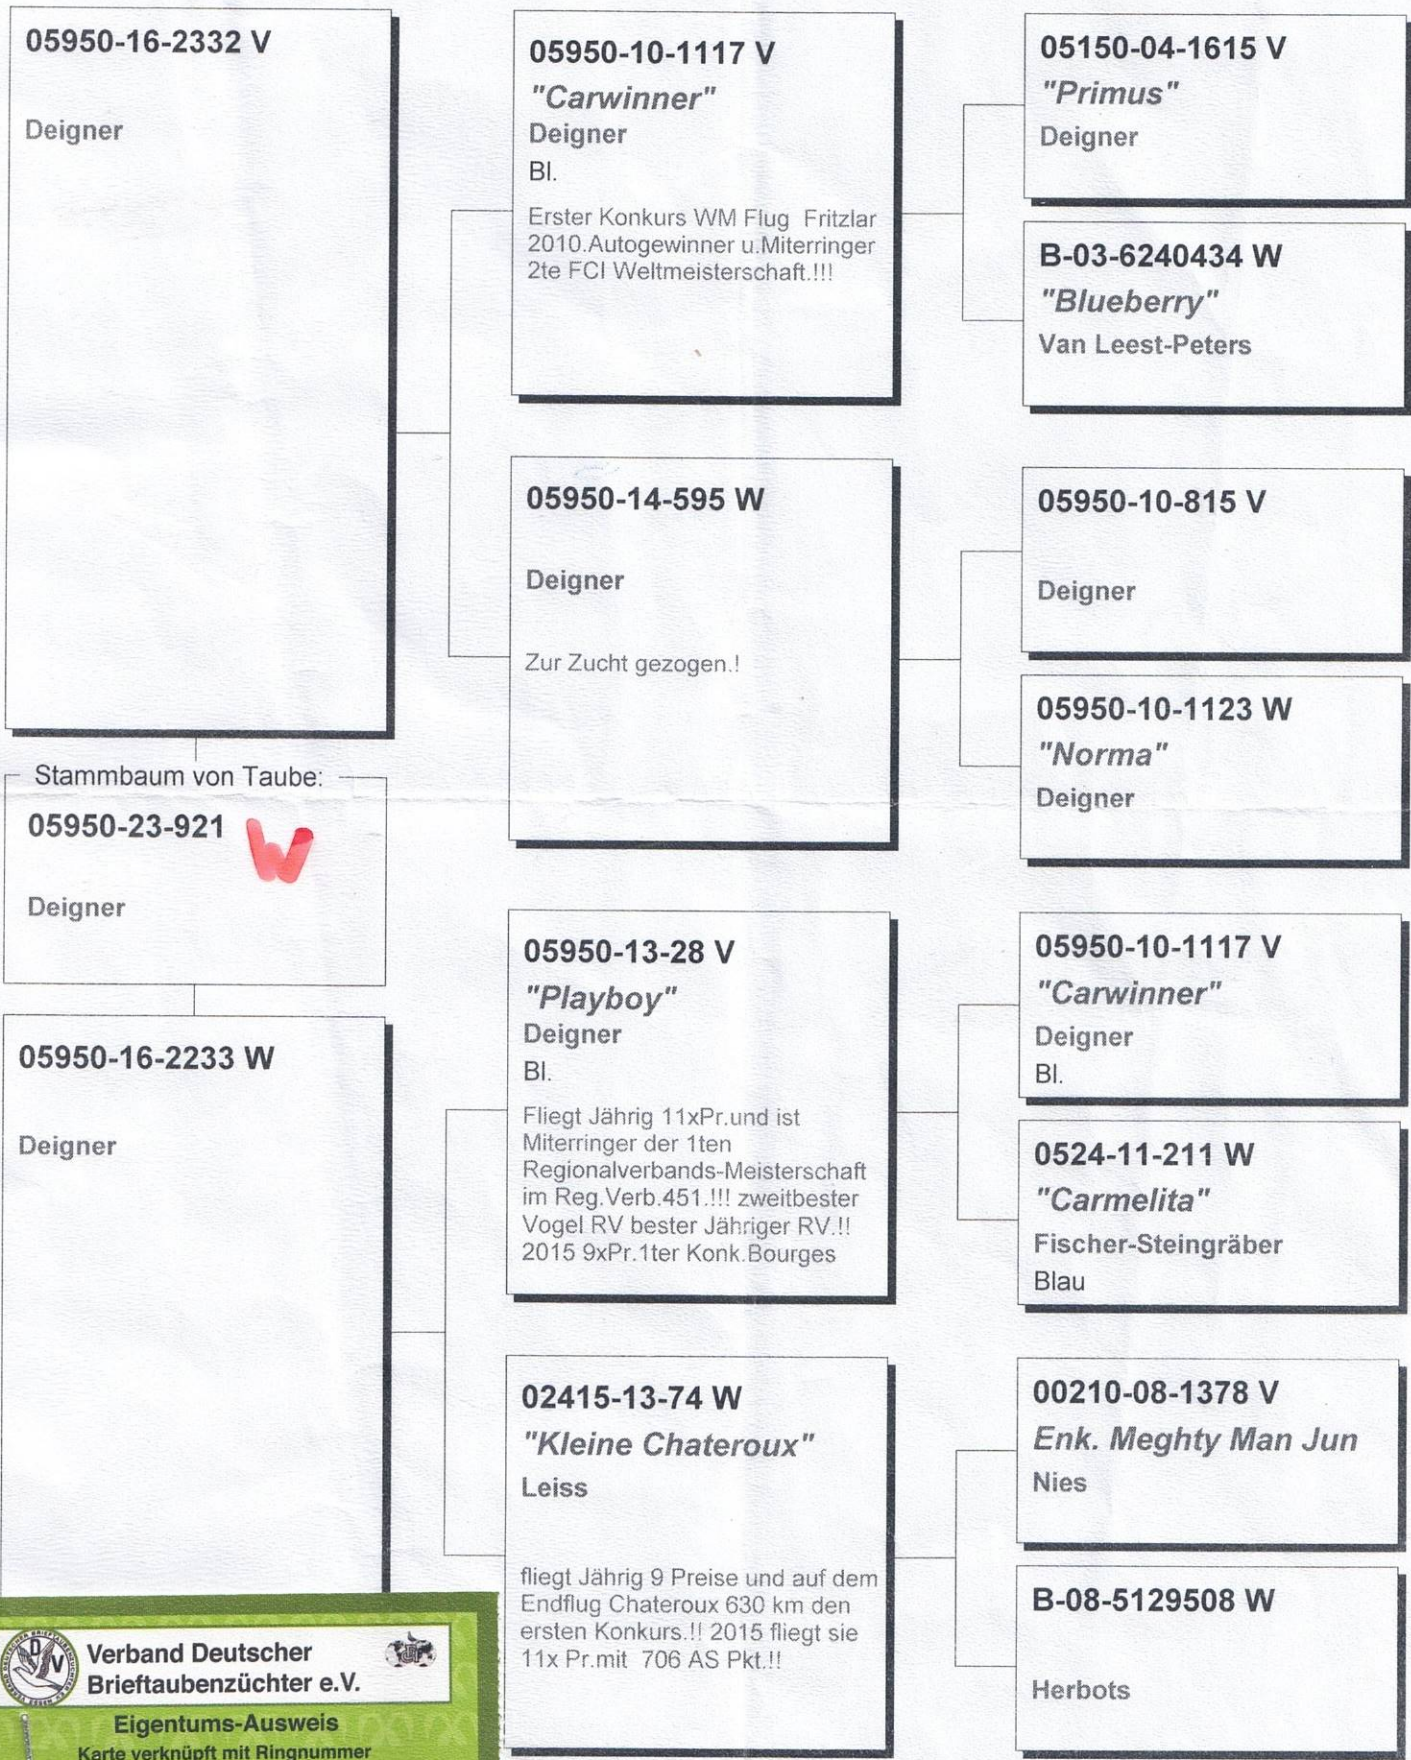 05950-16-2332 V
Deigner
Stammbaum von Taube:
05950-23-921 W
Deigner
05950-16-2233 W
Deigner
05950-10-1117 V
"Carwinner"
Deigner
Bl.
Erster Konkurs WM Flug Fritzlar
2010.Autogewinner u.Miterringer
2te FCI Weltmeisterschaft.!!!
05950-14-595 W
Deigner
Zur Zucht gezogen.!
05950-13-28 V
"Playboy"
Deigner
Bl.
Fliegt Jährig 11xPr.und ist
Miterringer der 1ten
Regionalverbands-Meisterschaft
im Reg.Verb.451.!!! zweitbester
Vogel RV bester Jähriger RV.!!
2015 9xPr.1ter Konk.Bourges
02415-13-74 W
"Kleine Chateroux"
Leiss
fliegt Jährig 9 Preise und auf dem
Endflug Chateroux 630 km den
ersten Konkurs.!! 2015 fliegt sie
11x Pr.mit 706 AS Pkt.!!
05150-04-1615 V
"Primus"
Deigner
B-03-6240434 W
"Blueberry"
Van Leest-Peters
05950-10-815 V
Deigner
05950-10-1123 W
"Norma"
Deigner
05950-10-1117 V
"Carwinner"
Deigner
Bl.
0524-11-211 W
"Carmelita"
Fischer-Steingräber
Blau
00210-08-1378 V
Enk. Meghty Man Jun
Nies
B-08-5129508 W
Herbots
Verband Deutscher
Brieftaubenzüchter e.V.
Eigentums-Ausweis
Karte verknüpft mit Ringnummer